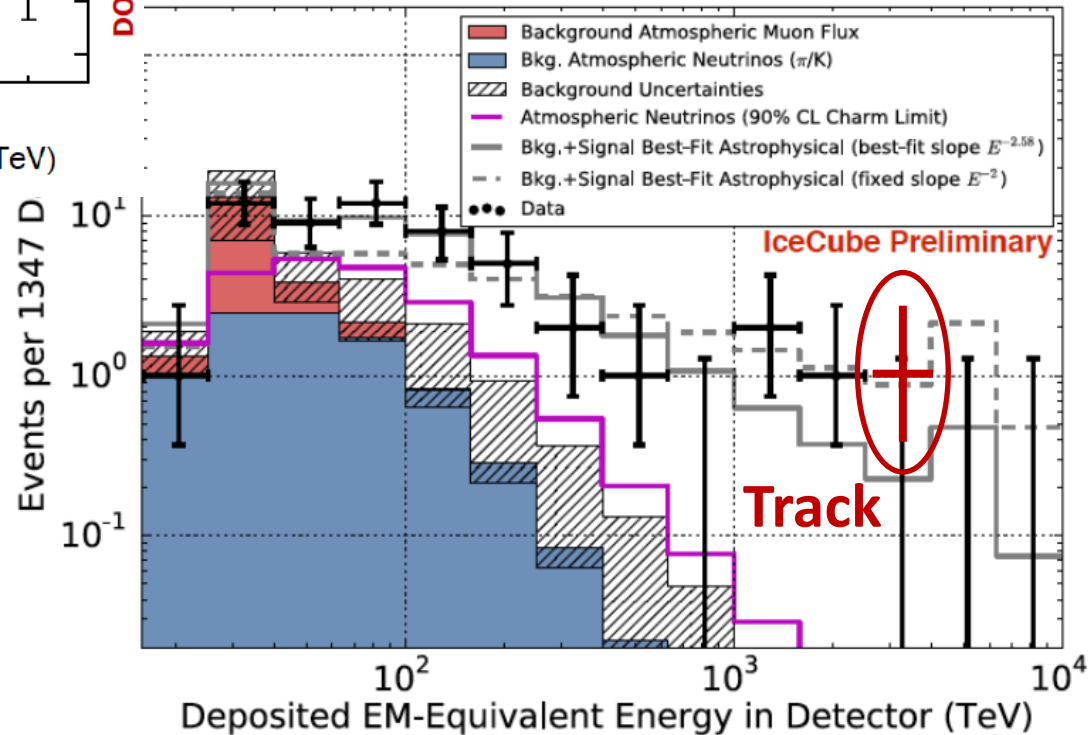 DO
1
TeV)
Background Atmospheric Muon Flux
Bkg. Atmospheric Neutrinos (π/K)
Background Uncertainties
Atmospheric Neutrinos (90% CL Charm Limit)
Bkg.+Signal Best-Fit Astrophysical (best-fit slope E^-2.58)
Bkg.+Signal Best-Fit Astrophysical (fixed slope E^-2)
Data
IceCube Preliminary
Track
Events per 1347 D
10^1
10^0
10^-1
10^2
10^3
10^4
Deposited EM-Equivalent Energy in Detector (TeV)